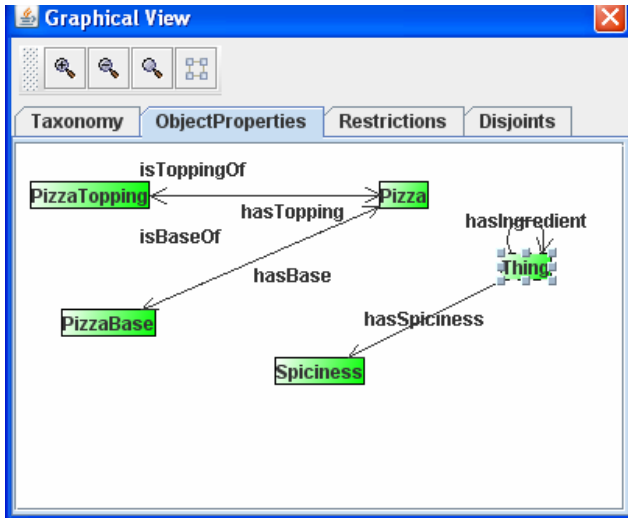 Graphical View
Taxonomy ObjectProperties Restrictions Disjoints
isToppingOf
PizzaTopping Pizza
hasTopping
hasIngredient
isBaseOf
Thing
hasBase
PizzaBase hasSpiciness
Spiciness